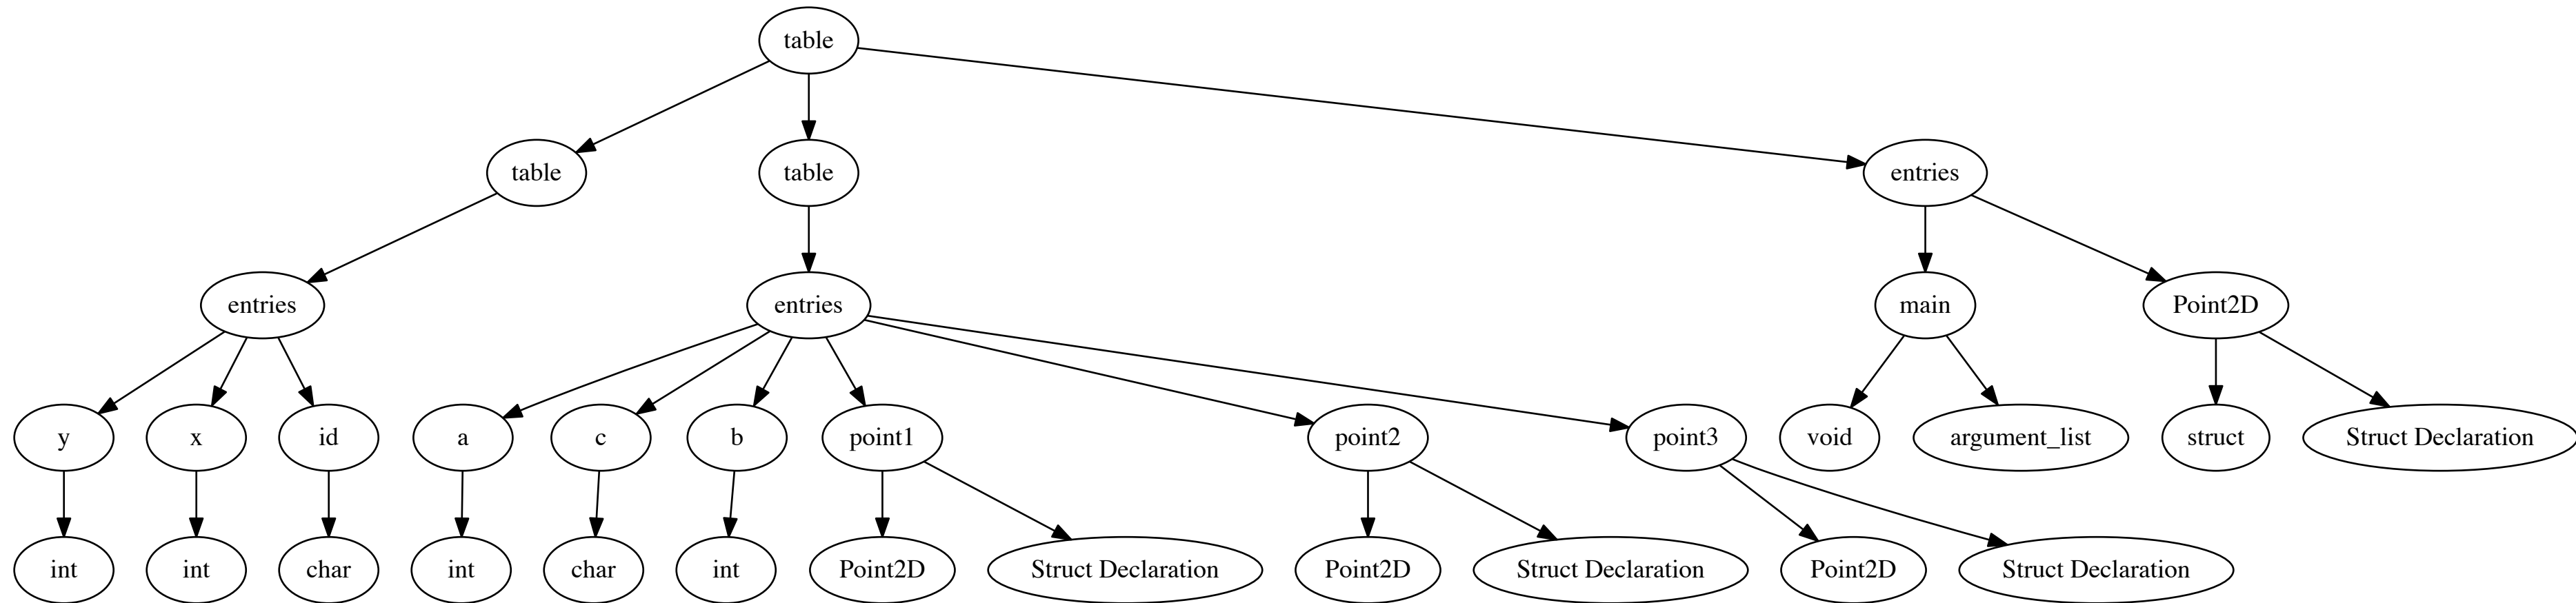 table
table
table
entries
entries
entries
main
Point2D
y
x
id
a
c
b
point1
point2
point3
void
argument_list
struct
Struct Declaration
int
int
char
int
char
int
Point2D
Struct Declaration
Point2D
Struct Declaration
Point2D
Struct Declaration